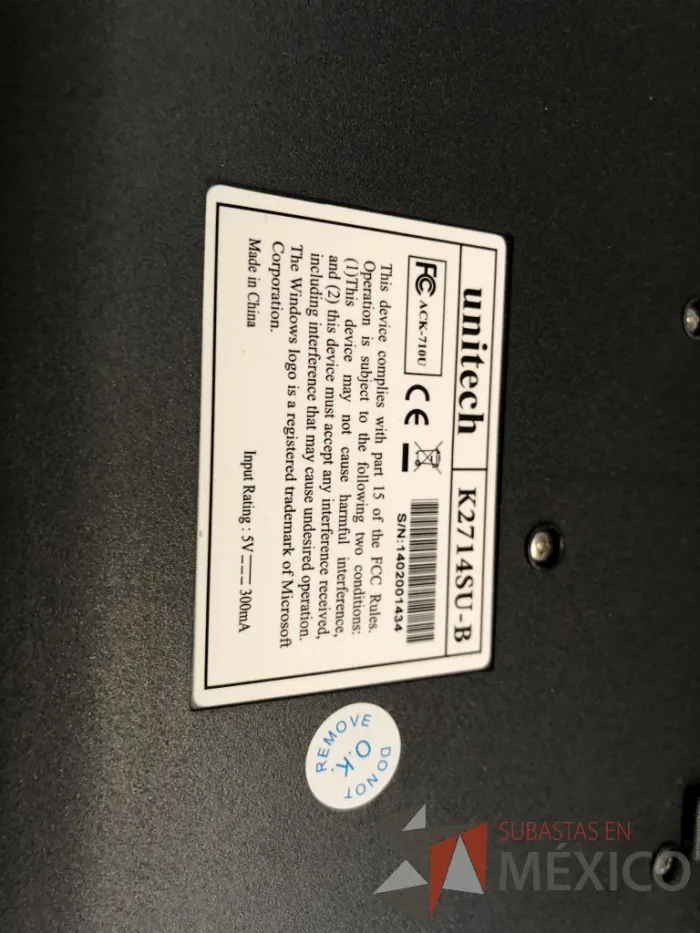 unitech K2714SU-B
FC ACK-710U CE
S/N:1402001434
This device complies with part 15 of the FCC Rules.
Operation is subject to the following two conditions:
(1)This device may not cause harmful interference,
and (2) this device must accept any interference received,
including interference that may cause undesired operation.
The Windows logo is a registered trademark of Microsoft
Corporation.
Made in China Input Rating : 5V⎓300mA
DO NOT REMOVE
O.K.
SUBASTAS EN
MÉXICO